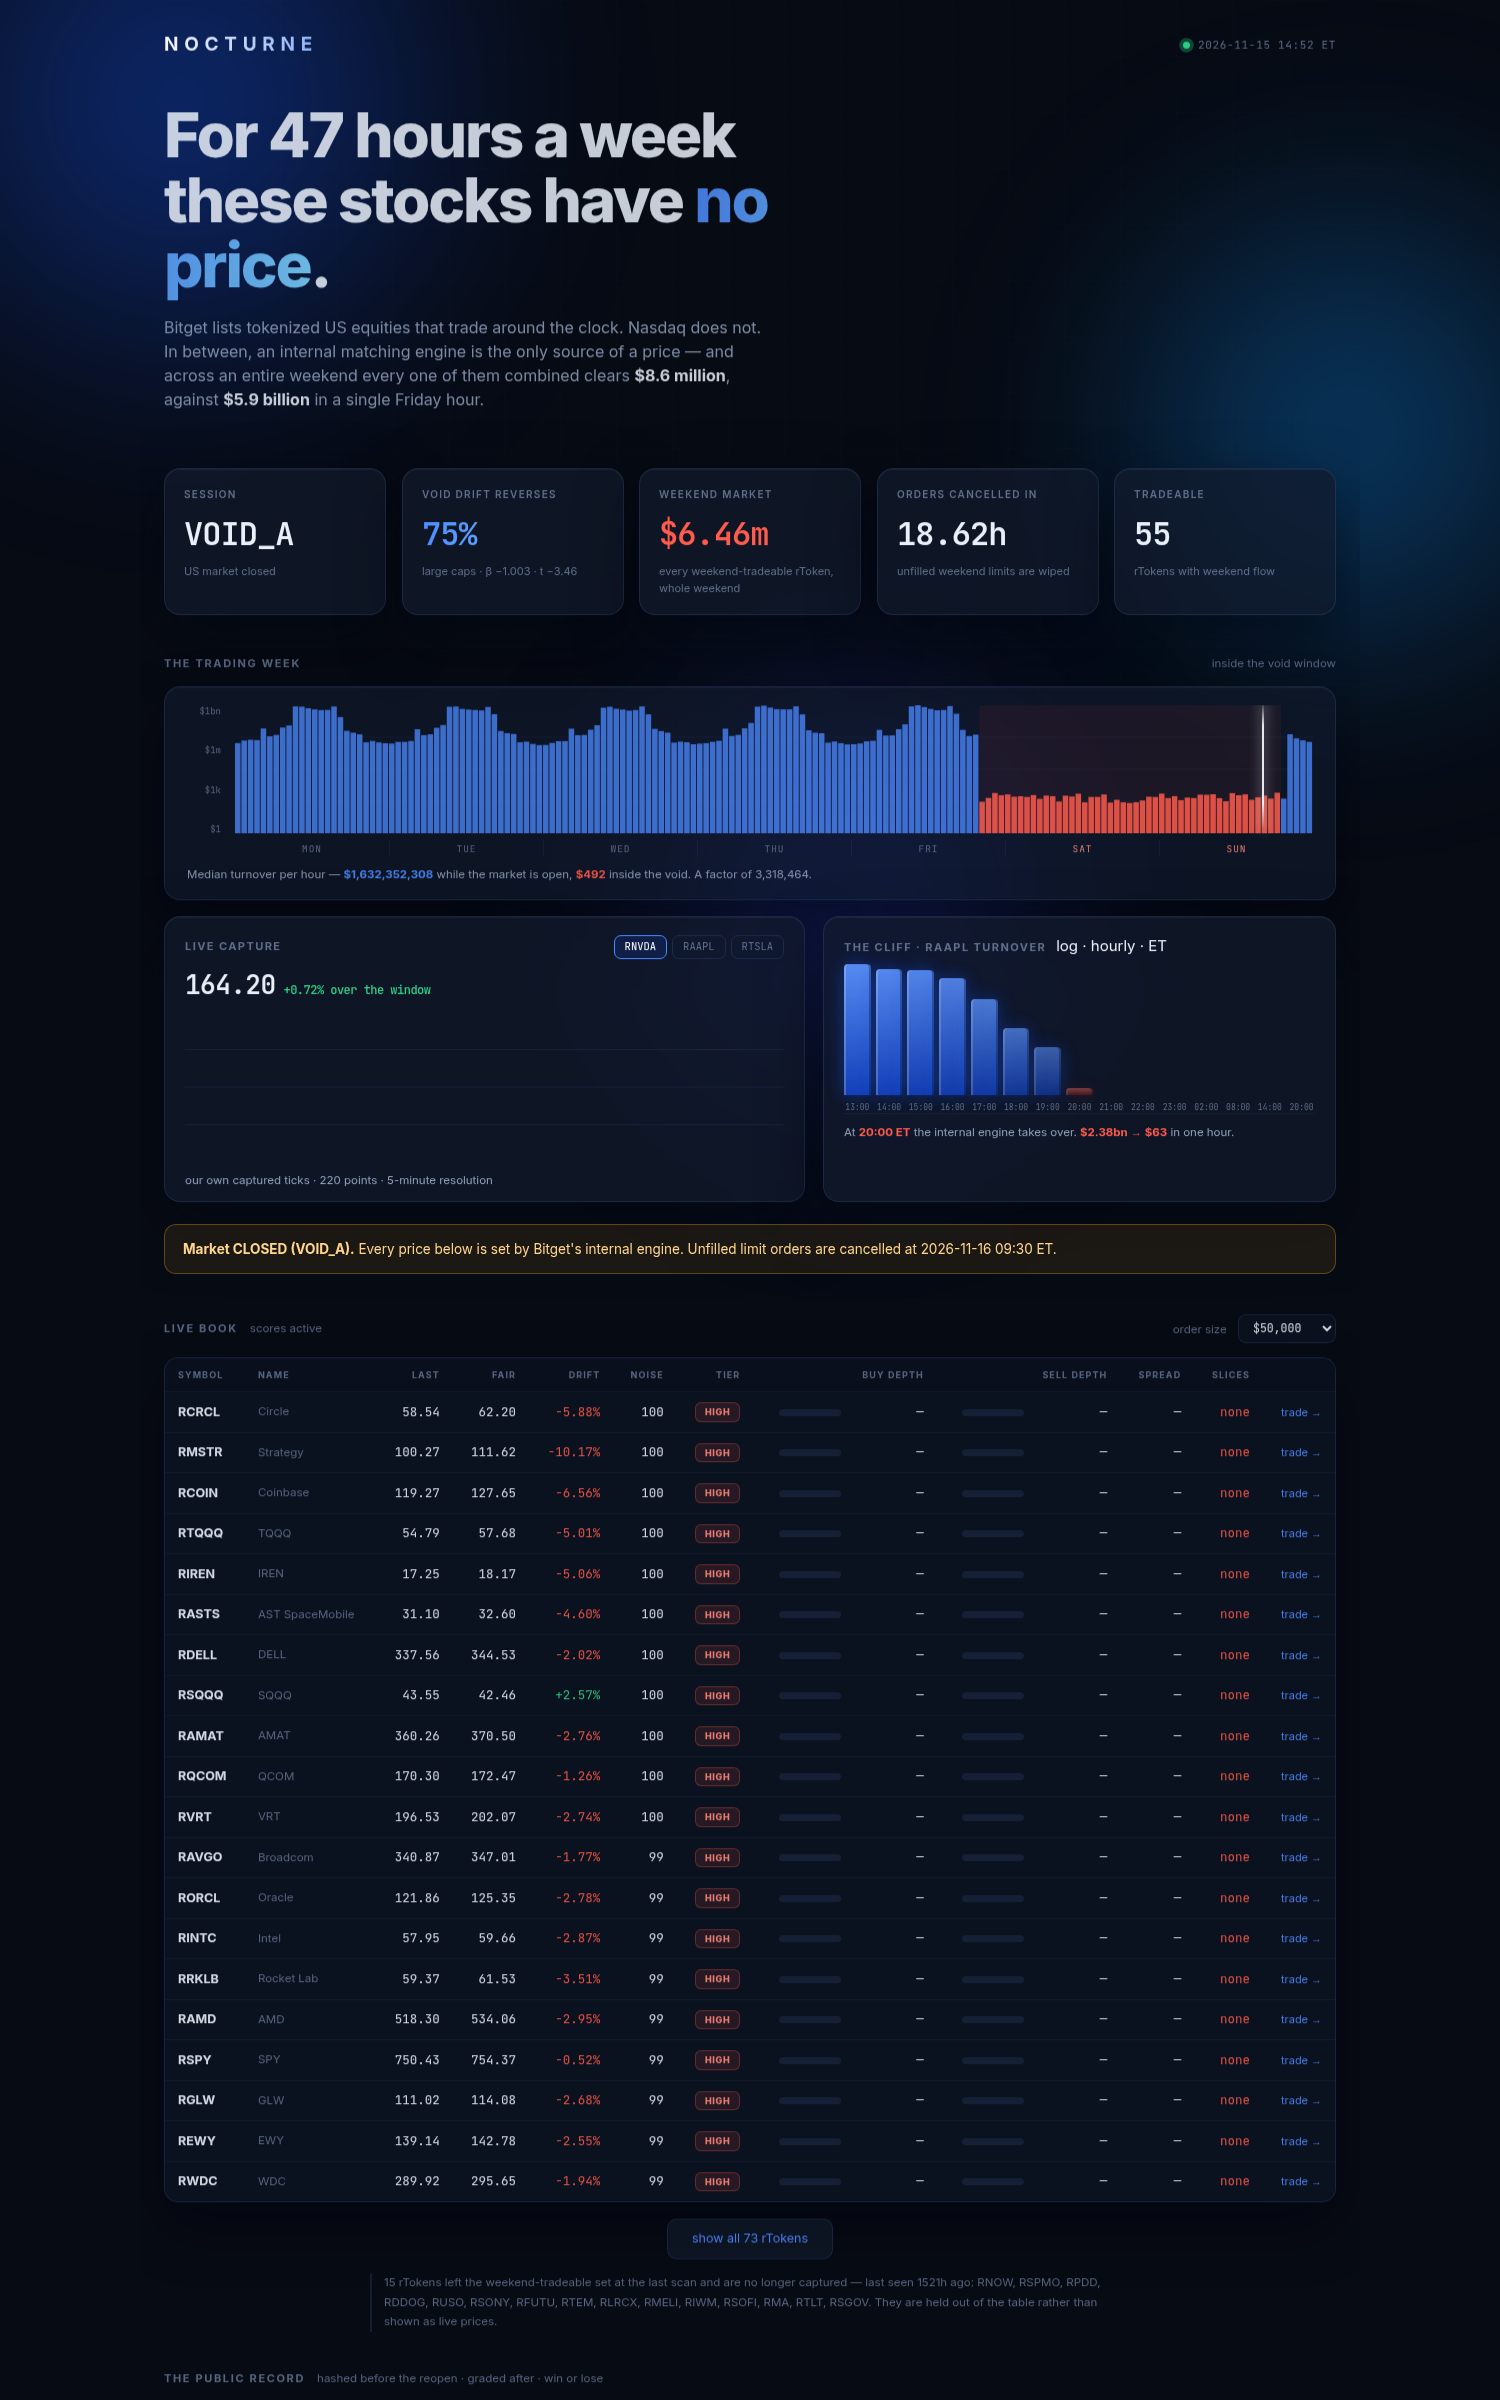 NOCTURNE
2026-11-15 14:52 ET
For 47 hours a week
these stocks have no
price.
Bitget lists tokenized US equities that trade around the clock. Nasdaq does not.
In between, an internal matching engine is the only source of a price — and
across an entire weekend every one of them combined clears $8.6 million,
against $5.9 billion in a single Friday hour.
SESSION
VOID_A
US market closed
VOID DRIFT REVERSES
75%
large caps · β −1.003 · t −3.46
WEEKEND MARKET
$6.46m
every weekend-tradeable rToken,
whole weekend
ORDERS CANCELLED IN
18.62h
unfilled weekend limits are wiped
TRADEABLE
55
rTokens with weekend flow
THE TRADING WEEK
inside the void window
$1bn
$1m
$1k
$1
MON TUE WED THU FRI SAT SUN
Median turnover per hour — $1,632,352,308 while the market is open, $492 inside the void. A factor of 3,318,464.
LIVE CAPTURE
RNVDA RAAPL RTSLA
164.20 +0.72% over the window
our own captured ticks · 220 points · 5-minute resolution
THE CLIFF · RAAPL TURNOVER log · hourly · ET
13:00 14:00 15:00 16:00 17:00 18:00 19:00 20:00 21:00 22:00 23:00 02:00 08:00 14:00 20:00
At 20:00 ET the internal engine takes over. $2.38bn → $63 in one hour.
Market CLOSED (VOID_A). Every price below is set by Bitget's internal engine. Unfilled limit orders are cancelled at 2026-11-16 09:30 ET.
LIVE BOOK scores active
order size $50,000
SYMBOL NAME LAST FAIR DRIFT NOISE TIER BUY DEPTH SELL DEPTH SPREAD SLICES
RCRCL Circle 58.54 62.20 -5.88% 100 HIGH — — — none trade →
RMSTR Strategy 100.27 111.62 -10.17% 100 HIGH — — — none trade →
RCOIN Coinbase 119.27 127.65 -6.56% 100 HIGH — — — none trade →
RTQQQ TQQQ 54.79 57.68 -5.01% 100 HIGH — — — none trade →
RIREN IREN 17.25 18.17 -5.06% 100 HIGH — — — none trade →
RASTS AST SpaceMobile 31.10 32.60 -4.60% 100 HIGH — — — none trade →
RDELL DELL 337.56 344.53 -2.02% 100 HIGH — — — none trade →
RSQQQ SQQQ 43.55 42.46 +2.57% 100 HIGH — — — none trade →
RAMAT AMAT 360.26 370.50 -2.76% 100 HIGH — — — none trade →
RQCOM QCOM 170.30 172.47 -1.26% 100 HIGH — — — none trade →
RVRT VRT 196.53 202.07 -2.74% 100 HIGH — — — none trade →
RAVGO Broadcom 340.87 347.01 -1.77% 99 HIGH — — — none trade →
RORCL Oracle 121.86 125.35 -2.78% 99 HIGH — — — none trade →
RINTC Intel 57.95 59.66 -2.87% 99 HIGH — — — none trade →
RRKLB Rocket Lab 59.37 61.53 -3.51% 99 HIGH — — — none trade →
RAMD AMD 518.30 534.06 -2.95% 99 HIGH — — — none trade →
RSPY SPY 750.43 754.37 -0.52% 99 HIGH — — — none trade →
RGLW GLW 111.02 114.08 -2.68% 99 HIGH — — — none trade →
REWY EWY 139.14 142.78 -2.55% 99 HIGH — — — none trade →
RWDC WDC 289.92 295.65 -1.94% 99 HIGH — — — none trade →
show all 73 rTokens
15 rTokens left the weekend-tradeable set at the last scan and are no longer captured — last seen 1521h ago: RNOW, RSPMO, RPDD,
RDDOG, RUSO, RSONY, RFUTU, RTEM, RLRCX, RMELI, RIWM, RSOFI, RMA, RTLT, RSGOV. They are held out of the table rather than
shown as live prices.
THE PUBLIC RECORD hashed before the reopen · graded after · win or lose